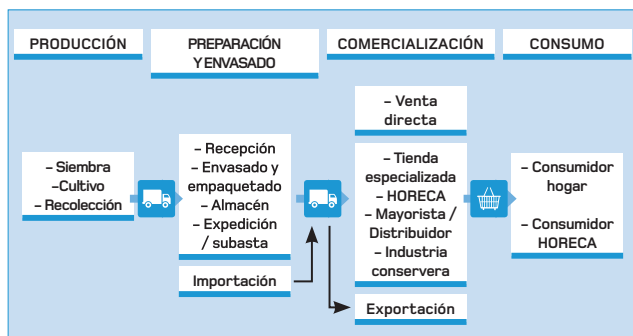 PRODUCCIÓN
PREPARACIÓN
Y ENVASADO
COMERCIALIZACIÓN
CONSUMO
– Siembra
–Cultivo
– Recolección
– Recepción
– Envasado y
empaquetado
– Almacén
– Expedición
/ subasta
Importación
– Venta
directa
– Tienda
especializada
– HORECA
– Mayorista /
Distribuidor
– Industria
conservera
Exportación
– Consumidor
hogar
– Consumidor
HORECA